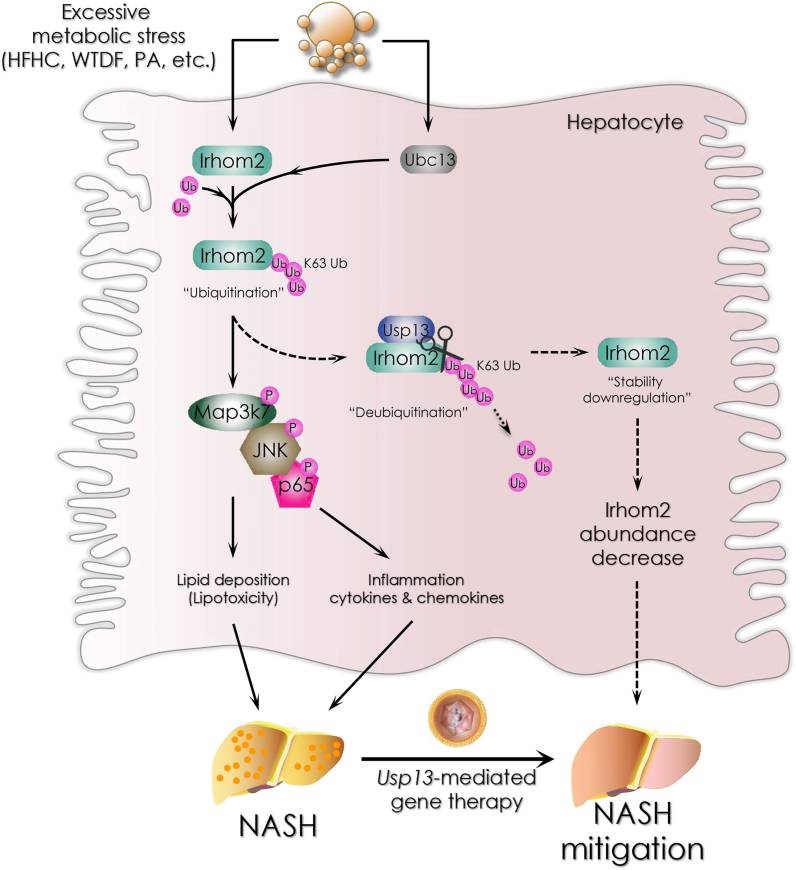 Excessive
metabolic stress
(HFHC, WTDF, PA, etc.)
Hepatocyte
Irhom2
Ubc13
Ub
Ub
Irhom2
Ub
Ub
Ub
K63 Ub
"Ubiquitination"
Usp13
Irhom2
Ub
Ub
Ub
Ub
K63 Ub
"Deubiquitination"
Ub
Ub
Ub
Irhom2
"Stability
downregulation"
Map3k7
P
JNK
P
p65
P
Irhom2
abundance
decrease
Lipid deposition
(Lipotoxicity)
Inflammation
cytokines & chemokines
Usp13-mediated
gene therapy
NASH
NASH
mitigation